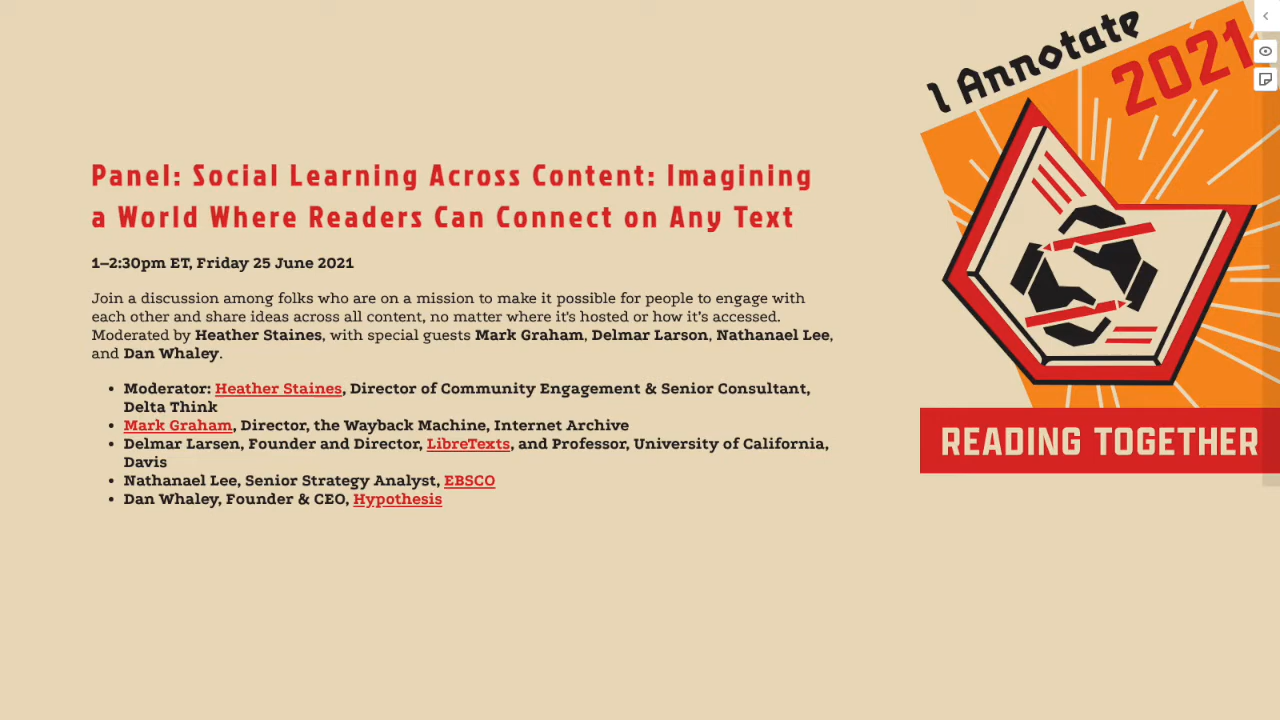 I Annotate
2021
Panel: Social Learning Across Content: Imagining
a World Where Readers Can Connect on Any Text
1–2:30pm ET, Friday 25 June 2021
Join a discussion among folks who are on a mission to make it possible for people to engage with
each other and share ideas across all content, no matter where it's hosted or how it's accessed.
Moderated by Heather Staines, with special guests Mark Graham, Delmar Larson, Nathanael Lee,
and Dan Whaley.
• Moderator: Heather Staines, Director of Community Engagement & Senior Consultant,
Delta Think
• Mark Graham, Director, the Wayback Machine, Internet Archive
• Delmar Larsen, Founder and Director, LibreTexts, and Professor, University of California,
Davis
• Nathanael Lee, Senior Strategy Analyst, EBSCO
• Dan Whaley, Founder & CEO, Hypothesis
READING TOGETHER